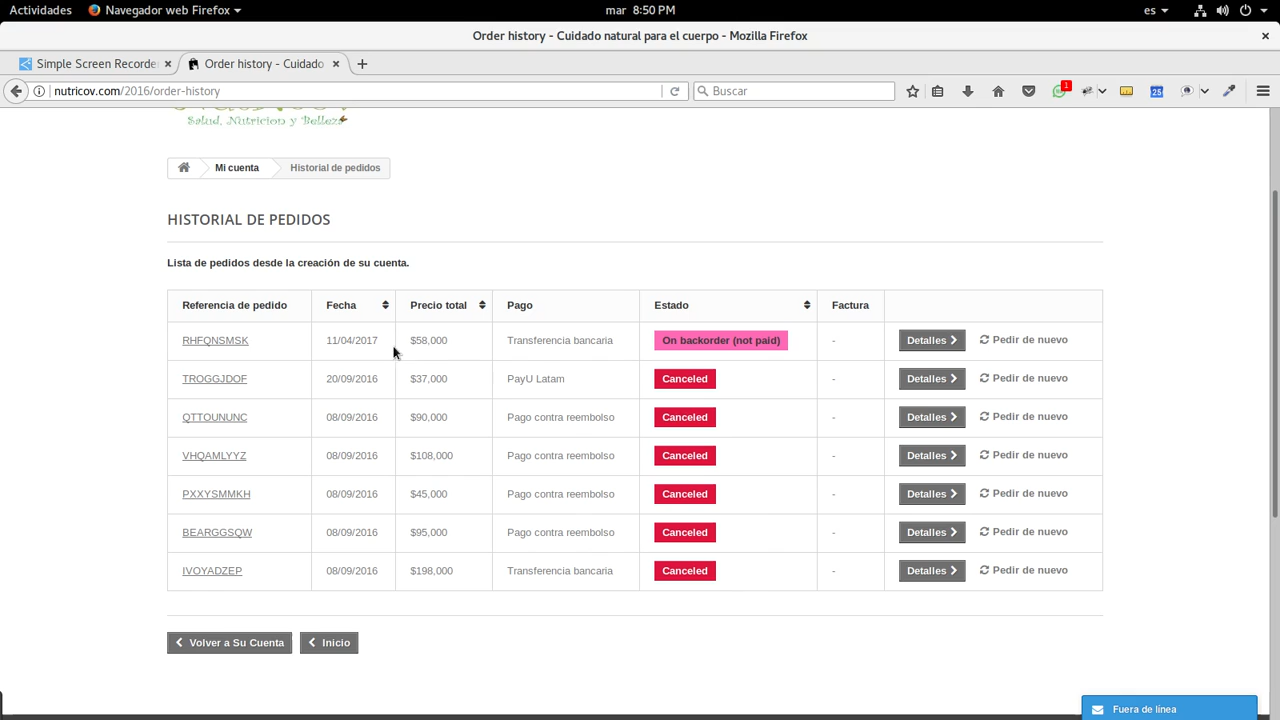 Actividades Navegador web Firefox mar 8:50 PM es
Order history - Cuidado natural para el cuerpo - Mozilla Firefox
Simple Screen Recorde Order history - Cuidado
nutricov.com/2016/order-history Buscar 1 25
Salud, Nutricion y Belleza
Mi cuenta Historial de pedidos
HISTORIAL DE PEDIDOS
Lista de pedidos desde la creación de su cuenta.
Referencia de pedido Fecha Precio total Pago Estado Factura
RHFQNSMSK 11/04/2017 $58,000 Transferencia bancaria On backorder (not paid) - Detalles Pedir de nuevo
TROGGJDOF 20/09/2016 $37,000 PayU Latam Canceled - Detalles Pedir de nuevo
QTTOUNUNC 08/09/2016 $90,000 Pago contra reembolso Canceled - Detalles Pedir de nuevo
VHQAMLYYZ 08/09/2016 $108,000 Pago contra reembolso Canceled - Detalles Pedir de nuevo
PXXYSMMKH 08/09/2016 $45,000 Pago contra reembolso Canceled - Detalles Pedir de nuevo
BEARGGSQW 08/09/2016 $95,000 Pago contra reembolso Canceled - Detalles Pedir de nuevo
IVOYADZEP 08/09/2016 $198,000 Transferencia bancaria Canceled - Detalles Pedir de nuevo
Volver a Su Cuenta Inicio
Fuera de línea